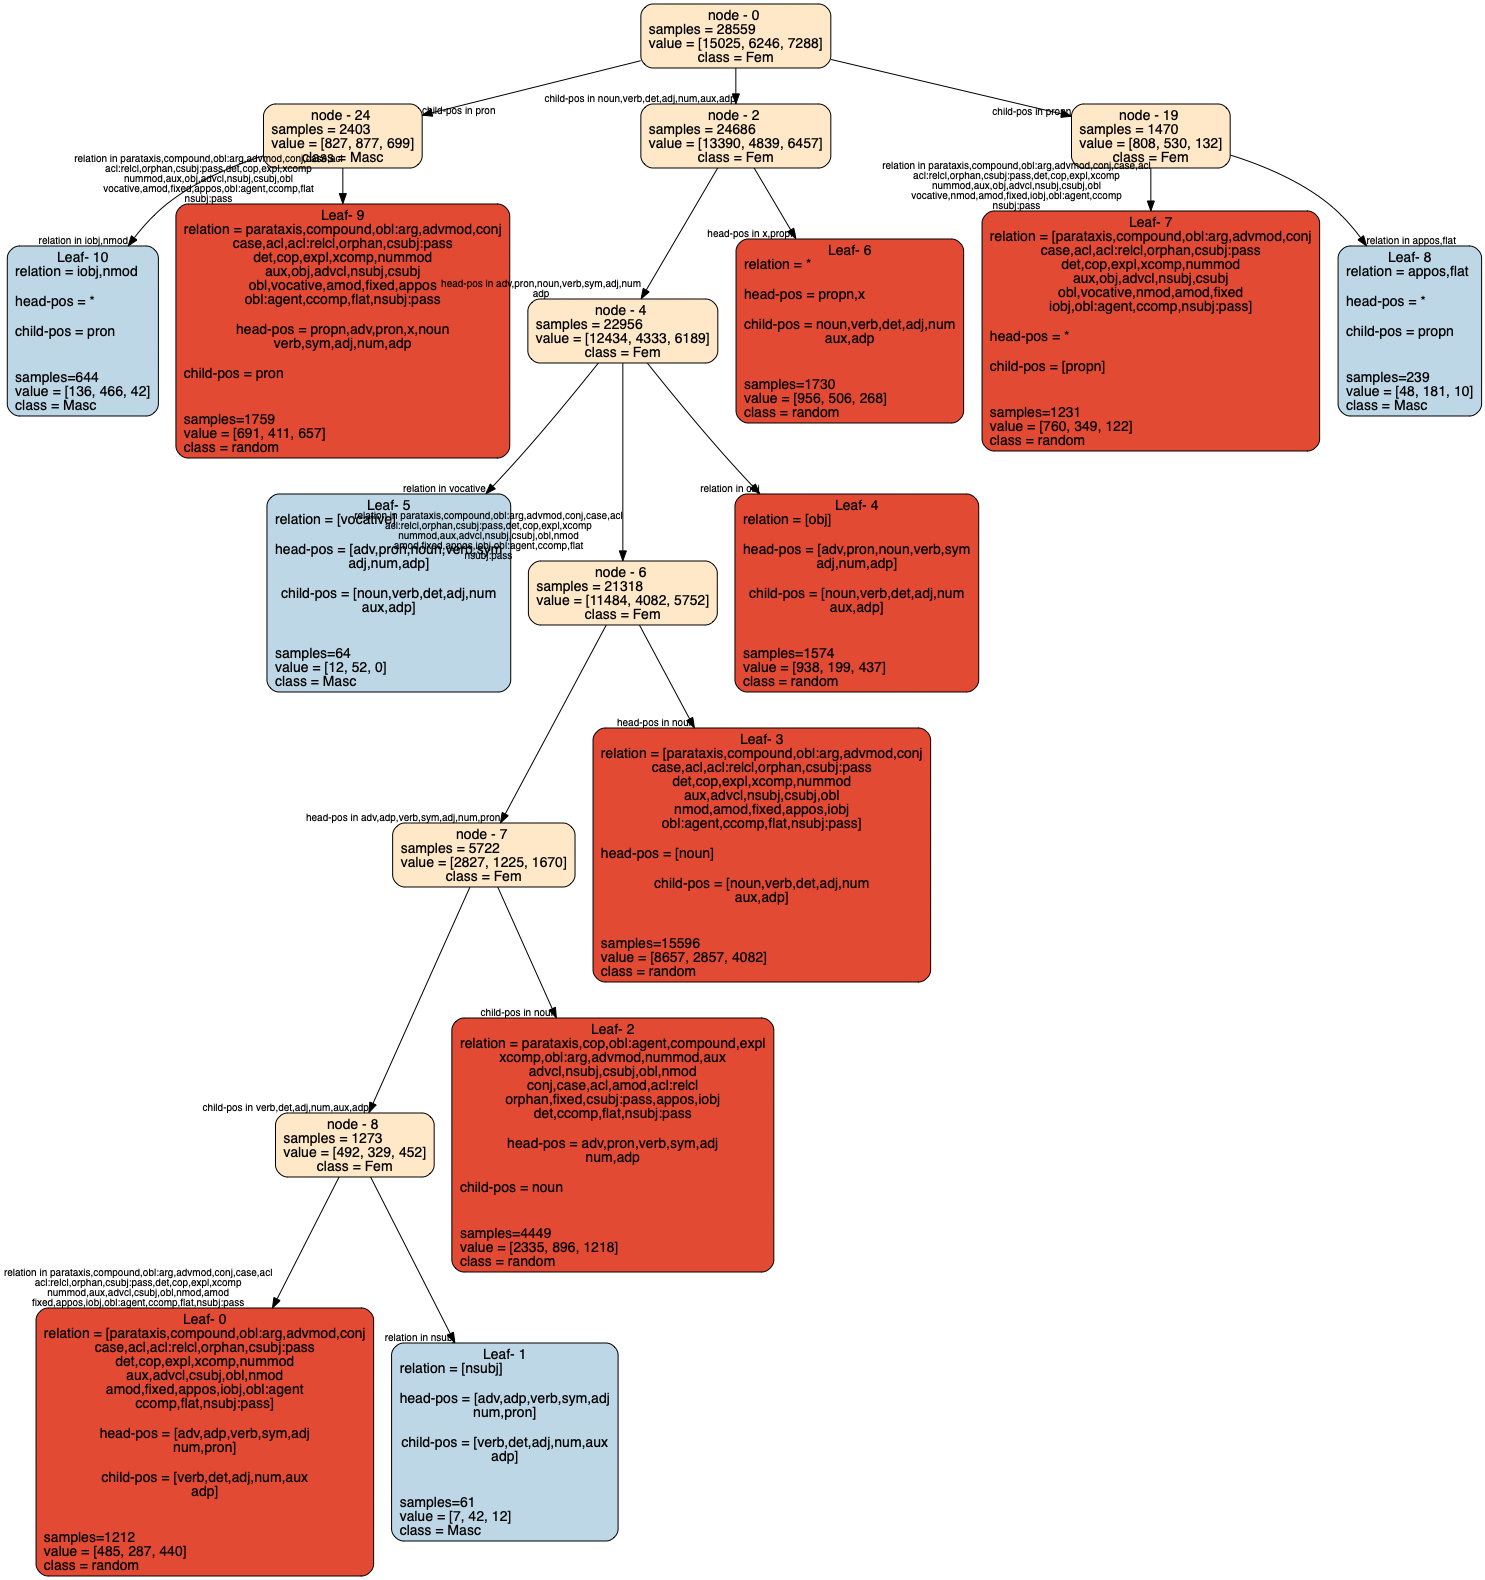 node - 0
samples = 28559
value = [15025, 6246, 7288]
class = Fem
child-pos in pron
child-pos in noun,verb,det,adj,num,aux,adp
child-pos in propn
node - 24
samples = 2403
value = [827, 877, 699]
class = Masc
node - 2
samples = 24686
value = [13390, 4839, 6457]
class = Fem
node - 19
samples = 1470
value = [808, 530, 132]
class = Fem
relation in parataxis,compound,obl:arg,advmod,conj,case,acl
acl:relcl,orphan,csubj:pass,det,cop,expl,xcomp
nummod,aux,obj,advcl,nsubj,csubj,obl
vocative,amod,fixed,appos,obl:agent,ccomp,flat
nsubj:pass
relation in iobj,nmod
Leaf- 10
relation = iobj,nmod
head-pos = *
child-pos = pron
samples=644
value = [136, 466, 42]
class = Masc
Leaf- 9
relation = parataxis,compound,obl:arg,advmod,conj
case,acl,acl:relcl,orphan,csubj:pass
det,cop,expl,xcomp,nummod
aux,obj,advcl,nsubj,csubj
obl,vocative,amod,fixed,appos
obl:agent,ccomp,flat,nsubj:pass
head-pos = propn,adv,pron,x,noun
verb,sym,adj,num,adp
child-pos = pron
samples=1759
value = [691, 411, 657]
class = random
head-pos in x,propn
Leaf- 6
relation = *
head-pos = propn,x
child-pos = noun,verb,det,adj,num
aux,adp
samples=1730
value = [956, 506, 268]
class = random
relation in parataxis,compound,obl:arg,advmod,conj,case,acl
acl:relcl,orphan,csubj:pass,det,cop,expl,xcomp
nummod,aux,obj,advcl,nsubj,csubj,obl
vocative,nmod,amod,fixed,iobj,obl:agent,ccomp
nsubj:pass
Leaf- 7
relation = [parataxis,compound,obl:arg,advmod,conj
case,acl,acl:relcl,orphan,csubj:pass
det,cop,expl,xcomp,nummod
aux,obj,advcl,nsubj,csubj
obl,vocative,nmod,amod,fixed
iobj,obl:agent,ccomp,nsubj:pass]
head-pos = *
child-pos = [propn]
samples=1231
value = [760, 349, 122]
class = random
relation in appos,flat
Leaf- 8
relation = appos,flat
head-pos = *
child-pos = propn
samples=239
value = [48, 181, 10]
class = Masc
head-pos in adv,pron,noun,verb,sym,adj,num
adp
node - 4
samples = 22956
value = [12434, 4333, 6189]
class = Fem
relation in vocative
Leaf- 5
relation = [vocative]
head-pos = [adv,pron,noun,verb,sym
adj,num,adp]
child-pos = [noun,verb,det,adj,num
aux,adp]
samples=64
value = [12, 52, 0]
class = Masc
relation in parataxis,compound,obl:arg,advmod,conj,case,acl
acl:relcl,orphan,csubj:pass,det,cop,expl,xcomp
nummod,aux,advcl,nsubj,csubj,obl,nmod
amod,fixed,appos,iobj,obl:agent,ccomp,flat
nsubj:pass
node - 6
samples = 21318
value = [11484, 4082, 5752]
class = Fem
relation in obj
Leaf- 4
relation = [obj]
head-pos = [adv,pron,noun,verb,sym
adj,num,adp]
child-pos = [noun,verb,det,adj,num
aux,adp]
samples=1574
value = [938, 199, 437]
class = random
head-pos in noun
Leaf- 3
relation = [parataxis,compound,obl:arg,advmod,conj
case,acl,acl:relcl,orphan,csubj:pass
det,cop,expl,xcomp,nummod
aux,advcl,nsubj,csubj,obl
nmod,amod,fixed,appos,iobj
obl:agent,ccomp,flat,nsubj:pass]
head-pos = [noun]
child-pos = [noun,verb,det,adj,num
aux,adp]
samples=15596
value = [8657, 2857, 4082]
class = random
head-pos in adv,adp,verb,sym,adj,num,pron
node - 7
samples = 5722
value = [2827, 1225, 1670]
class = Fem
child-pos in noun
Leaf- 2
relation = parataxis,cop,obl:agent,compound,expl
xcomp,obl:arg,advmod,nummod,aux
advcl,nsubj,csubj,obl,nmod
conj,case,acl,amod,acl:relcl
orphan,fixed,csubj:pass,appos,iobj
det,ccomp,flat,nsubj:pass
head-pos = adv,pron,verb,sym,adj
num,adp
child-pos = noun
samples=4449
value = [2335, 896, 1218]
class = random
child-pos in verb,det,adj,num,aux,adp
node - 8
samples = 1273
value = [492, 329, 452]
class = Fem
relation in parataxis,compound,obl:arg,advmod,conj,case,acl
acl:relcl,orphan,csubj:pass,det,cop,expl,xcomp
nummod,aux,advcl,csubj,obl,nmod,amod
fixed,appos,iobj,obl:agent,ccomp,flat,nsubj:pass
Leaf- 0
relation = [parataxis,compound,obl:arg,advmod,conj
case,acl,acl:relcl,orphan,csubj:pass
det,cop,expl,xcomp,nummod
aux,advcl,csubj,obl,nmod
amod,fixed,appos,iobj,obl:agent
ccomp,flat,nsubj:pass]
head-pos = [adv,adp,verb,sym,adj
num,pron]
child-pos = [verb,det,adj,num,aux
adp]
samples=1212
value = [485, 287, 440]
class = random
relation in nsubj
Leaf- 1
relation = [nsubj]
head-pos = [adv,adp,verb,sym,adj
num,pron]
child-pos = [verb,det,adj,num,aux
adp]
samples=61
value = [7, 42, 12]
class = Masc